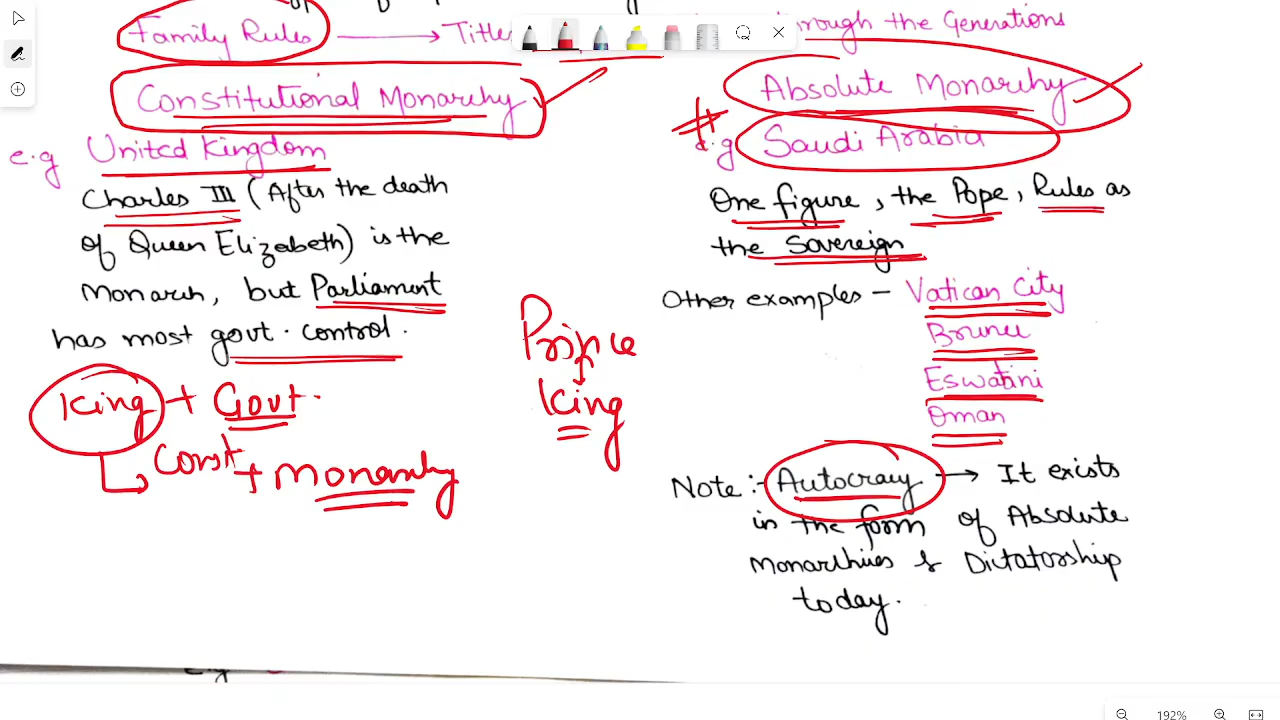 Family Rules → Titles
through the Generations
Constitutional Monarchy
e.g United Kingdom
Charles III (After the death
of Queen Elizabeth) is the
Monarch, but Parliament
has most govt. control.
King + Govt.
Const + Monarchy
Prince
King
Absolute Monarchy
e.g Saudi Arabia
One figure, the Pope, Rules as
the Sovereign
Other examples - Vatican City
Brunei
Eswatini
Oman
Note :- Autocracy → It exists
in the form of Absolute
Monarchies & Dictatorship
today.
192%